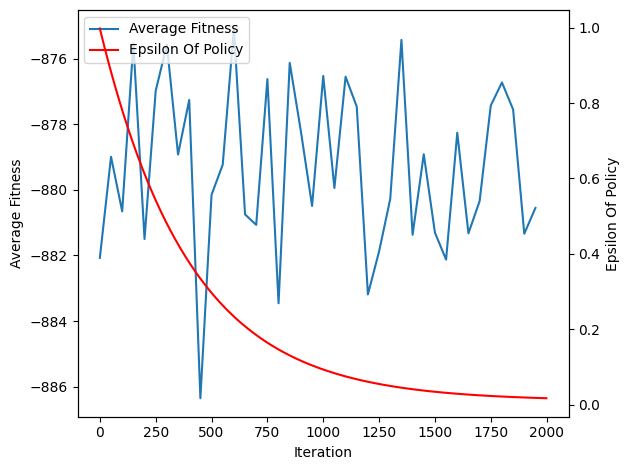 Average Fitness
Epsilon Of Policy
−876
−878
−880
−882
−884
−886
Average Fitness
1.0
0.8
0.6
0.4
0.2
0.0
Epsilon Of Policy
0 250 500 750 1000 1250 1500 1750 2000
Iteration